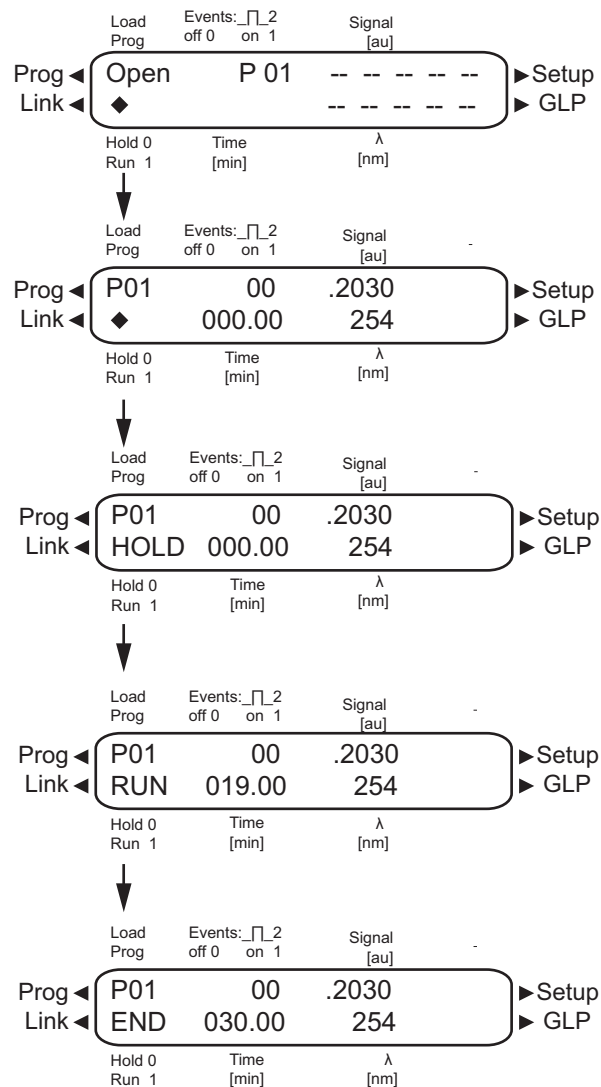 Load Events:_∏_2 Signal
Prog off 0 on 1 [au]
Prog ◄ Open P 01 -- -- -- -- -- ►Setup
Link ◄ ◆ -- -- -- -- -- ► GLP
Hold 0 Time λ
Run 1 [min] [nm]
Load Events:_∏_2 Signal
Prog off 0 on 1 [au] -
Prog ◄ P01 00 .2030 ►Setup
Link ◄ ◆ 000.00 254 ► GLP
Hold 0 Time λ
Run 1 [min] [nm]
Load Events:_∏_2 Signal
Prog off 0 on 1 [au] -
Prog ◄ P01 00 .2030 ►Setup
Link ◄ HOLD 000.00 254 ► GLP
Hold 0 Time λ
Run 1 [min] [nm]
Load Events:_∏_2 Signal
Prog off 0 on 1 [au] -
Prog ◄ P01 00 .2030 ►Setup
Link ◄ RUN 019.00 254 ► GLP
Hold 0 Time λ
Run 1 [min] [nm]
Load Events:_∏_2 Signal
Prog off 0 on 1 [au] -
Prog ◄ P01 00 .2030 ►Setup
Link ◄ END 030.00 254 ► GLP
Hold 0 Time λ
Run 1 [min] [nm]